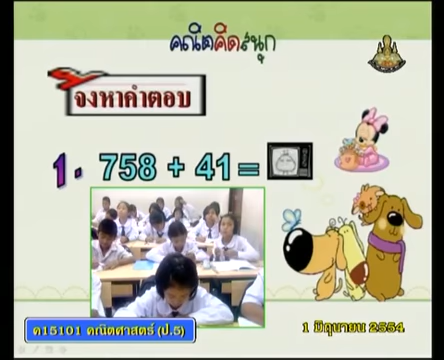 คณิตคิดสนุก
จงหาคำตอบ
1. 758 + 41 =
ค15101 คณิตศาสตร์ (ป.5)
1 มิถุนายน 2554